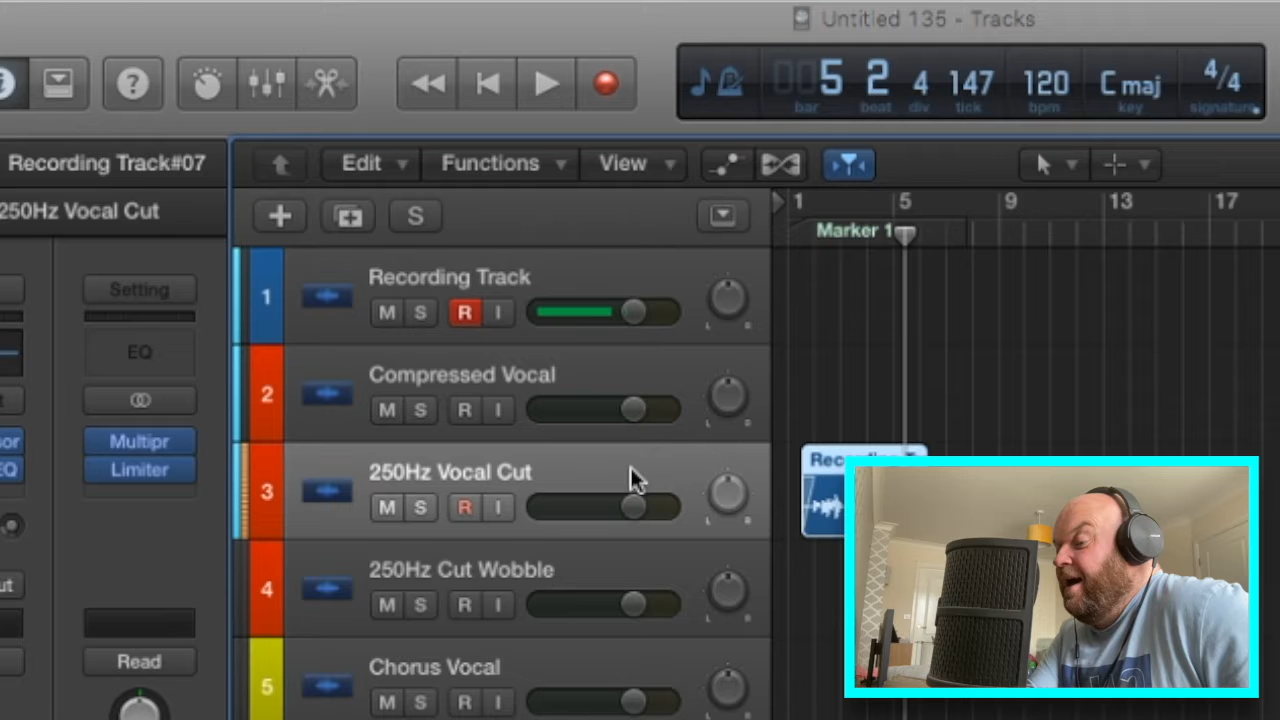 Untitled 135 - Tracks
5 2 4 147 120 C maj 4/4
bar beat div tick bpm key signature
Recording Track#07
Edit Functions View
250Hz Vocal Cut
S
1 5 9 13 17
Marker 1
1 Recording Track
M S R I
L R
Setting
EQ
2 Compressed Vocal
M S R I
L R
Multipr
Limiter
3 250Hz Vocal Cut
M S R I
L R
4 250Hz Cut Wobble
M S R I
L R
Read
5 Chorus Vocal
M S R I
L R